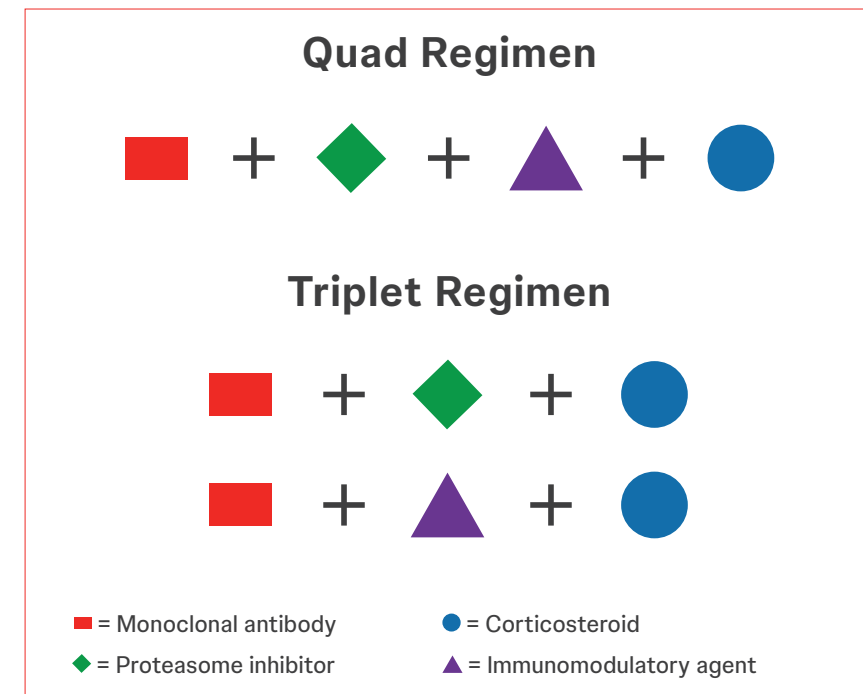 Quad Regimen
+ + +
Triplet Regimen
+ +
+ +
= Monoclonal antibody
= Corticosteroid
= Proteasome inhibitor
= Immunomodulatory agent